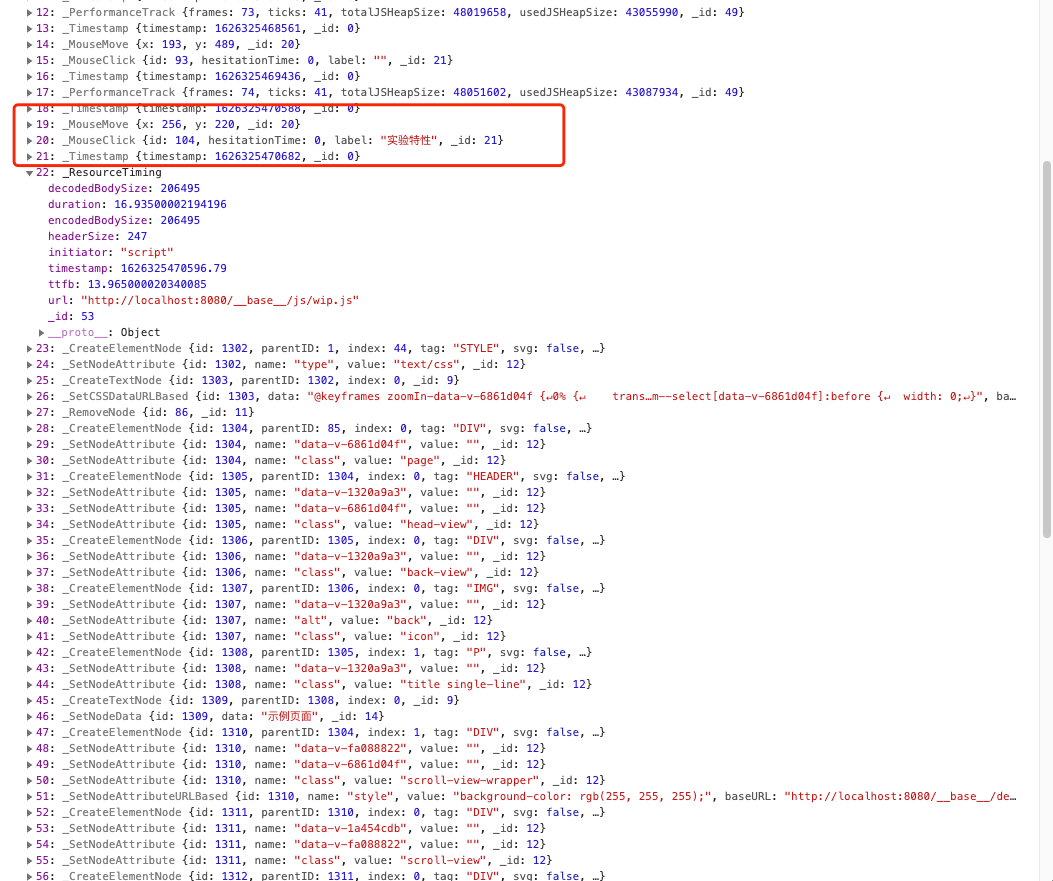 12: _PerformanceTrack {frames: 73, ticks: 41, totalJSHeapSize: 48019658, usedJSHeapSize: 43055990, _id: 49}
13: _Timestamp {timestamp: 1626325468561, _id: 0}
14: _MouseMove {x: 193, y: 489, _id: 20}
15: _MouseClick {id: 93, hesitationTime: 0, label: "", _id: 21}
16: _Timestamp {timestamp: 1626325469436, _id: 0}
17: _PerformanceTrack {frames: 74, ticks: 41, totalJSHeapSize: 48051602, usedJSHeapSize: 43087934, _id: 49}
18: _Timestamp {timestamp: 1626325470588, _id: 0}
19: _MouseMove {x: 256, y: 220, _id: 20}
20: _MouseClick {id: 104, hesitationTime: 0, label: "实验特性", _id: 21}
21: _Timestamp {timestamp: 1626325470682, _id: 0}
22: _ResourceTiming
decodedBodySize: 206495
duration: 16.93500002194196
encodedBodySize: 206495
headerSize: 247
initiator: "script"
timestamp: 1626325470596.79
ttfb: 13.965000020340085
url: "http://localhost:8080/__base__/js/wip.js"
_id: 53
__proto__: Object
23: _CreateElementNode {id: 1302, parentID: 1, index: 44, tag: "STYLE", svg: false, …}
24: _SetNodeAttribute {id: 1302, name: "type", value: "text/css", _id: 12}
25: _CreateTextNode {id: 1303, parentID: 1302, index: 0, _id: 9}
26: _SetCSSDataURLBased {id: 1303, data: "@keyframes zoomIn-data-v-6861d04f {↵0% {↵    trans…m--select[data-v-6861d04f]:before {↵  width: 0;↵}", ba…
27: _RemoveNode {id: 86, _id: 11}
28: _CreateElementNode {id: 1304, parentID: 85, index: 0, tag: "DIV", svg: false, …}
29: _SetNodeAttribute {id: 1304, name: "data-v-6861d04f", value: "", _id: 12}
30: _SetNodeAttribute {id: 1304, name: "class", value: "page", _id: 12}
31: _CreateElementNode {id: 1305, parentID: 1304, index: 0, tag: "HEADER", svg: false, …}
32: _SetNodeAttribute {id: 1305, name: "data-v-1320a9a3", value: "", _id: 12}
33: _SetNodeAttribute {id: 1305, name: "data-v-6861d04f", value: "", _id: 12}
34: _SetNodeAttribute {id: 1305, name: "class", value: "head-view", _id: 12}
35: _CreateElementNode {id: 1306, parentID: 1305, index: 0, tag: "DIV", svg: false, …}
36: _SetNodeAttribute {id: 1306, name: "data-v-1320a9a3", value: "", _id: 12}
37: _SetNodeAttribute {id: 1306, name: "class", value: "back-view", _id: 12}
38: _CreateElementNode {id: 1307, parentID: 1306, index: 0, tag: "IMG", svg: false, …}
39: _SetNodeAttribute {id: 1307, name: "data-v-1320a9a3", value: "", _id: 12}
40: _SetNodeAttribute {id: 1307, name: "alt", value: "back", _id: 12}
41: _SetNodeAttribute {id: 1307, name: "class", value: "icon", _id: 12}
42: _CreateElementNode {id: 1308, parentID: 1305, index: 1, tag: "P", svg: false, …}
43: _SetNodeAttribute {id: 1308, name: "data-v-1320a9a3", value: "", _id: 12}
44: _SetNodeAttribute {id: 1308, name: "class", value: "title single-line", _id: 12}
45: _CreateTextNode {id: 1309, parentID: 1308, index: 0, _id: 9}
46: _SetNodeData {id: 1309, data: "示例页面", _id: 14}
47: _CreateElementNode {id: 1310, parentID: 1304, index: 1, tag: "DIV", svg: false, …}
48: _SetNodeAttribute {id: 1310, name: "data-v-fa088822", value: "", _id: 12}
49: _SetNodeAttribute {id: 1310, name: "data-v-6861d04f", value: "", _id: 12}
50: _SetNodeAttribute {id: 1310, name: "class", value: "scroll-view-wrapper", _id: 12}
51: _SetNodeAttributeURLBased {id: 1310, name: "style", value: "background-color: rgb(255, 255, 255);", baseURL: "http://localhost:8080/__base__/de…
52: _CreateElementNode {id: 1311, parentID: 1310, index: 0, tag: "DIV", svg: false, …}
53: _SetNodeAttribute {id: 1311, name: "data-v-1a454cdb", value: "", _id: 12}
54: _SetNodeAttribute {id: 1311, name: "data-v-fa088822", value: "", _id: 12}
55: _SetNodeAttribute {id: 1311, name: "class", value: "scroll-view", _id: 12}
56: _CreateElementNode {id: 1312, parentID: 1311, index: 0, tag: "DIV", svg: false, …}